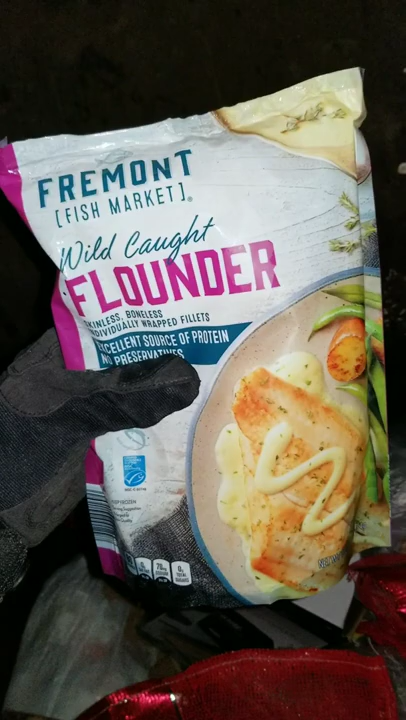 FREMONT
[FISH MARKET]®
Wild Caught
FLOUNDER
SKINLESS, BONELESS
INDIVIDUALLY WRAPPED FILLETS
EXCELLENT SOURCE OF PROTEIN
NO PRESERVATIVES